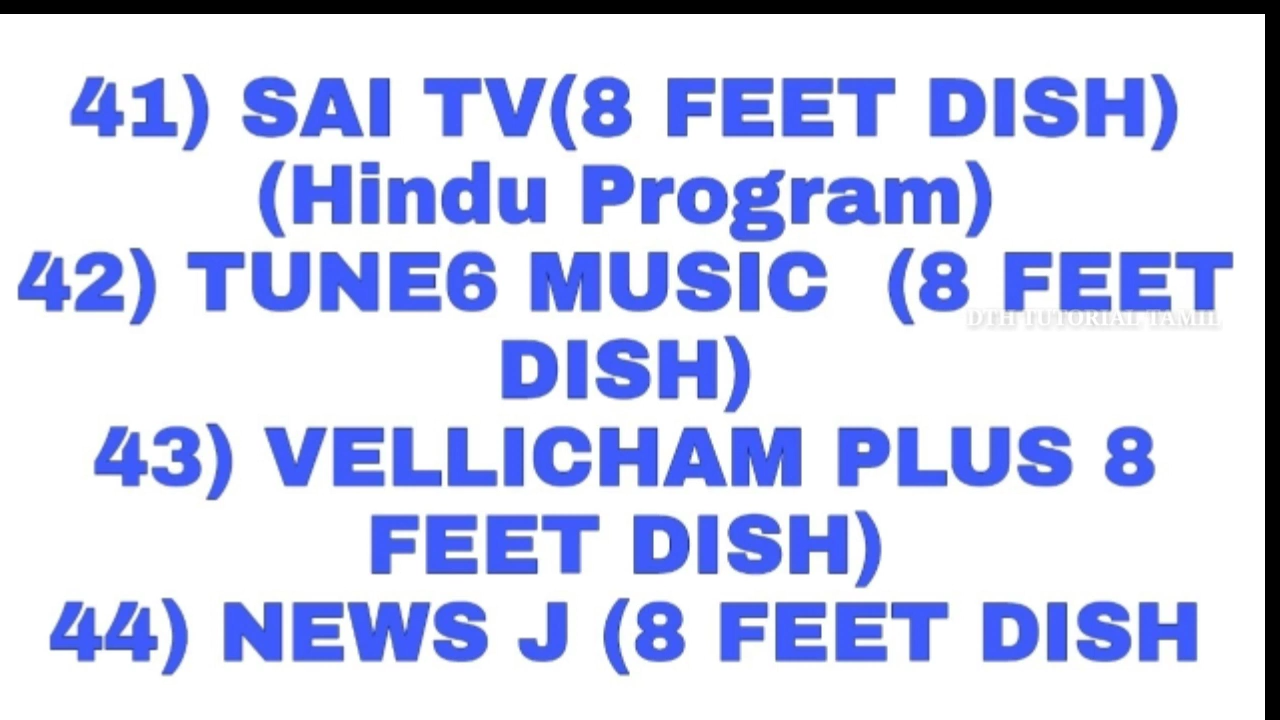 41) SAI TV(8 FEET DISH)
(Hindu Program)
42) TUNE6 MUSIC  (8 FEET
DTH TUTORIAL TAMIL
DISH)
43) VELLICHAM PLUS 8
FEET DISH)
44) NEWS J (8 FEET DISH